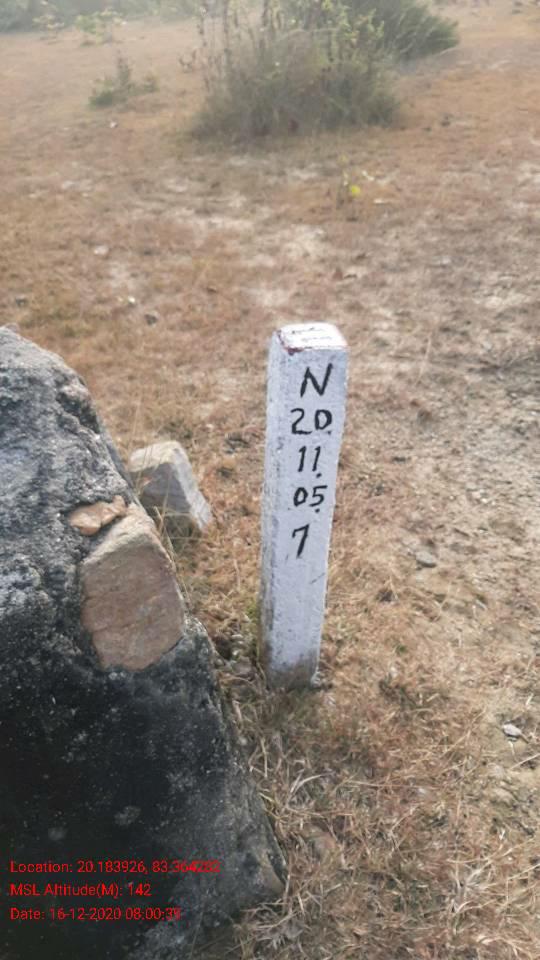 N
20.
11.
05.
7
Location: 20.183926, 83.364282
MSL Altitude(M): 142
Date: 16-12-2020 08:00:39